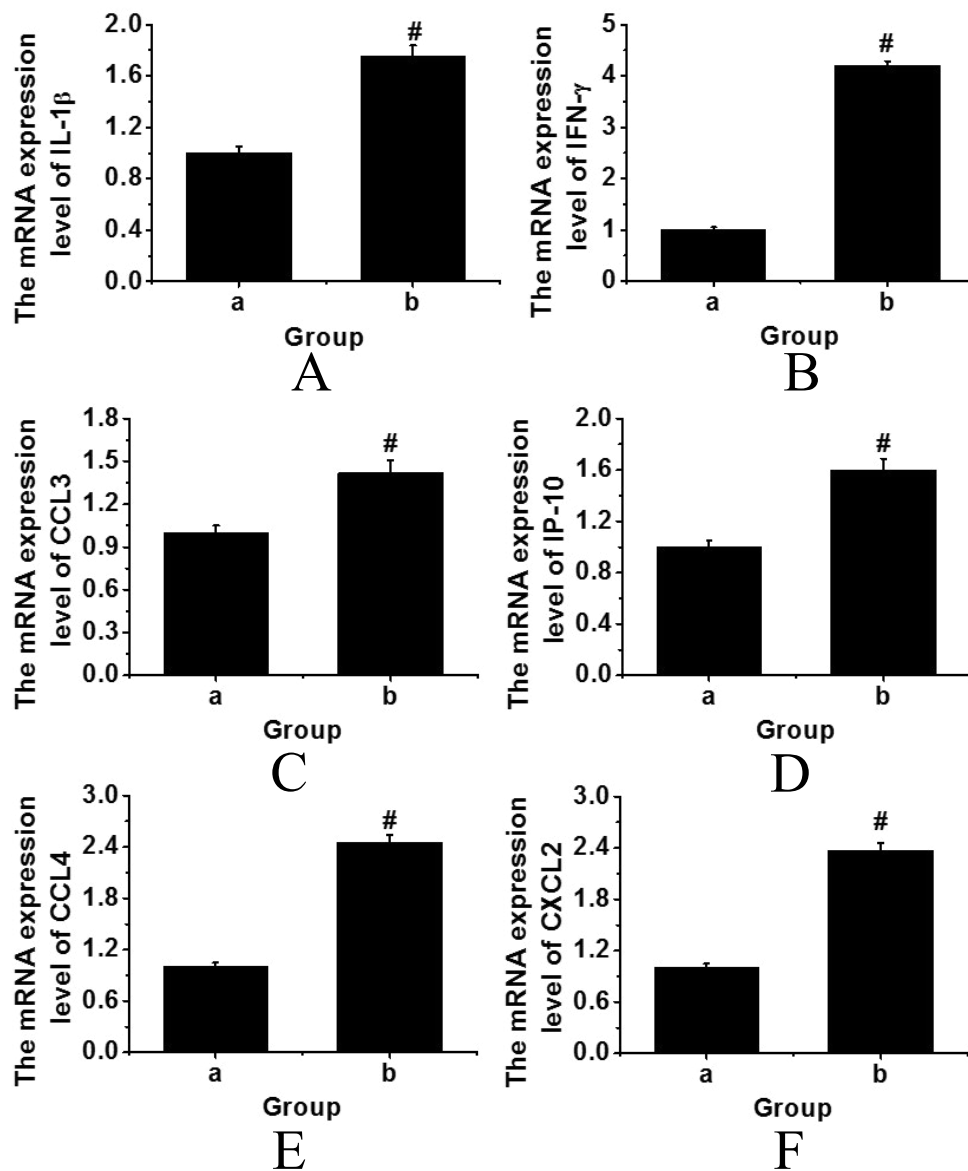 The mRNA expression
level of IL-1β
2.0
1.6
1.2
0.8
0.4
0.0
#
a
b
Group
A
The mRNA expression
level of IFN-γ
5
4
3
2
1
0
#
a
b
Group
B
The mRNA expression
level of CCL3
1.8
1.5
1.2
0.9
0.6
0.3
0.0
#
a
b
Group
C
The mRNA expression
level of IP-10
2.0
1.6
1.2
0.8
0.4
0.0
#
a
b
Group
D
The mRNA expression
level of CCL4
3.0
2.4
1.8
1.2
0.6
0.0
#
a
b
Group
E
The mRNA expression
level of CXCL2
3.0
2.4
1.8
1.2
0.6
0.0
#
a
b
Group
F